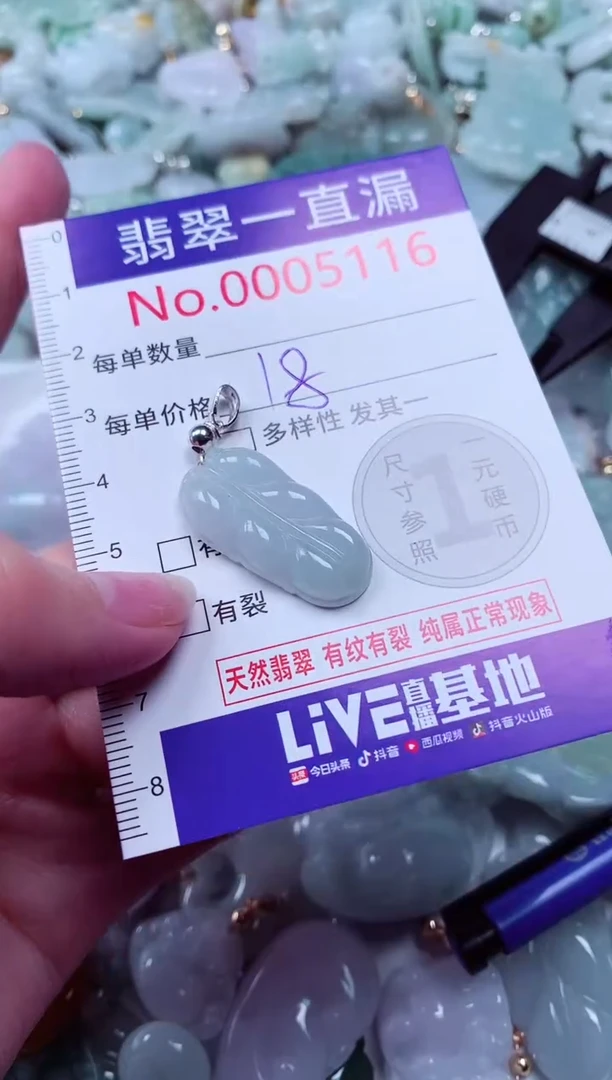 翡翠一直漏
No.0005116
0
1
2
每单数量
3
每单价格
18
多样性 发其一
4
尺寸参照
1
一元硬币
5
有裂
天然翡翠 有纹有裂 纯属正常现象
7
LiVE直播基地
8
头条 今日头条 抖音 西瓜视频 抖音火山版